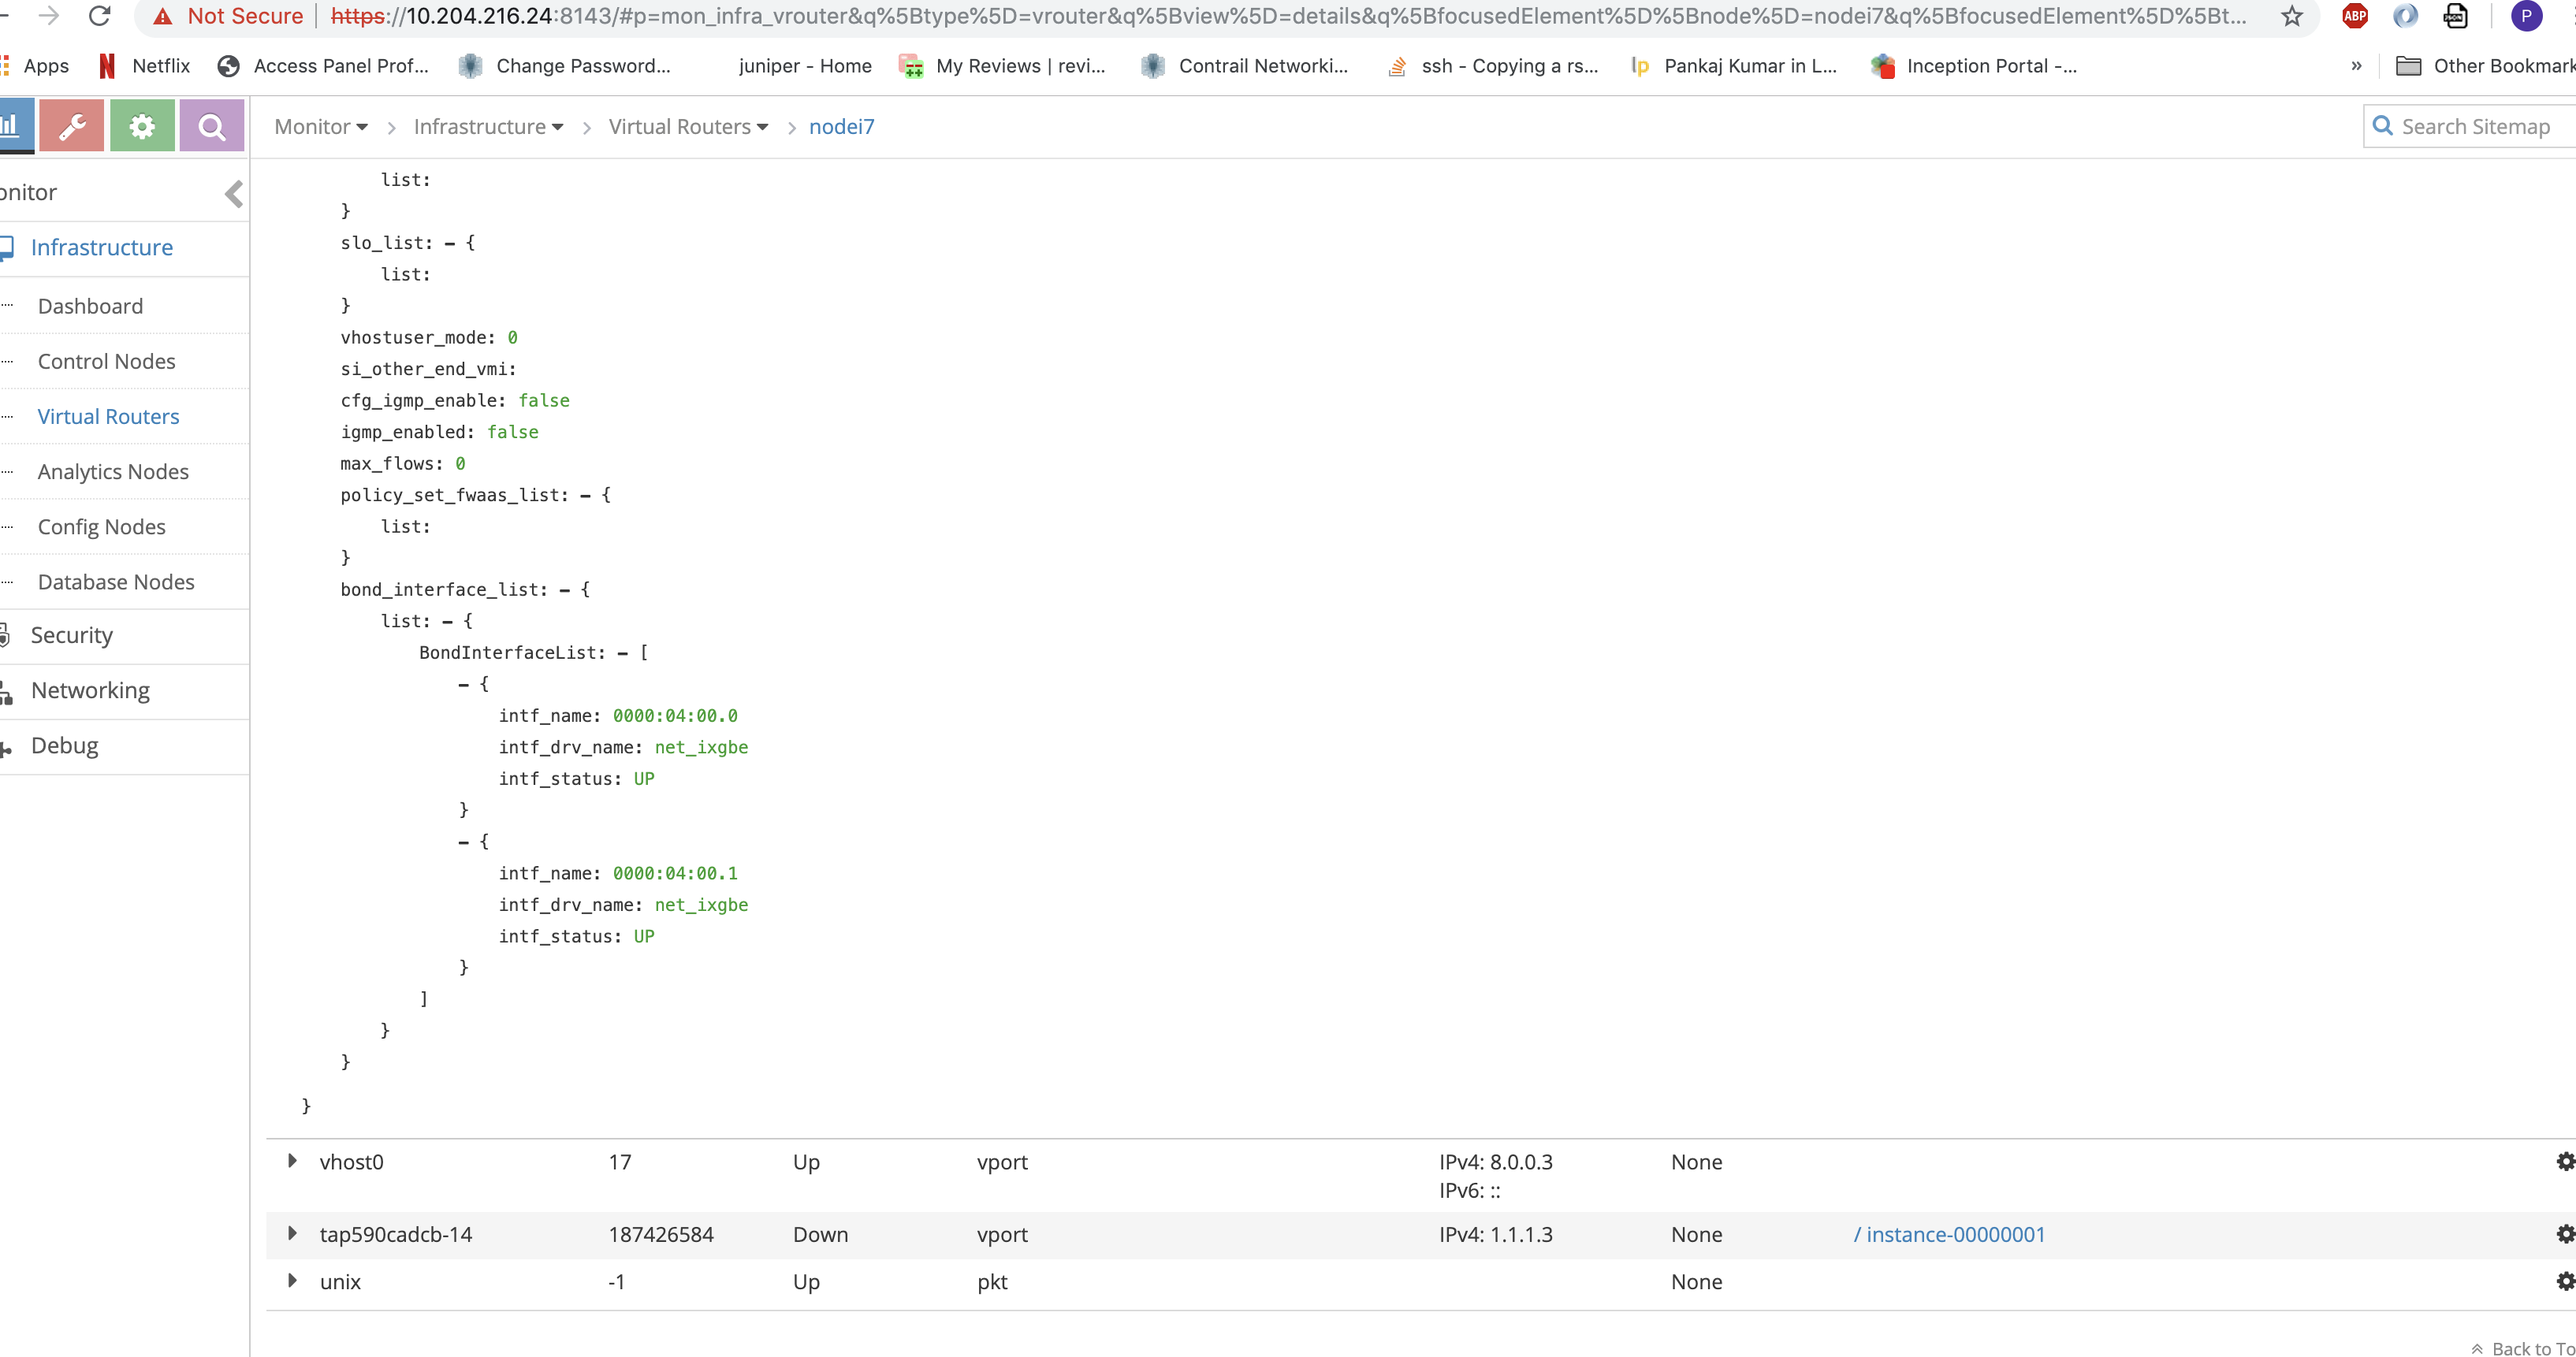 Not Secure | https://10.204.216.24:8143/#p=mon_infra_vrouter&q%5Btype%5D=vrouter&q%5Bview%5D=details&q%5BfocusedElement%5D%5Bnode%5D=nodei7&q%5BfocusedElement%5D%5Bt...
ABP
P
Apps
Netflix
Access Panel Prof...
Change Password...
juniper - Home
My Reviews | revi...
Contrail Networki...
ssh - Copying a rs...
lp Pankaj Kumar in L...
Inception Portal -...
»
Other Bookmark
Monitor > Infrastructure > Virtual Routers > nodei7
Search Sitemap
onitor
Infrastructure
Dashboard
Control Nodes
Virtual Routers
Analytics Nodes
Config Nodes
Database Nodes
Security
Networking
Debug
list:
}
slo_list: – {
list:
}
vhostuser_mode: 0
si_other_end_vmi:
cfg_igmp_enable: false
igmp_enabled: false
max_flows: 0
policy_set_fwaas_list: – {
list:
}
bond_interface_list: – {
list: – {
BondInterfaceList: – [
– {
intf_name: 0000:04:00.0
intf_drv_name: net_ixgbe
intf_status: UP
}
– {
intf_name: 0000:04:00.1
intf_drv_name: net_ixgbe
intf_status: UP
}
]
}
}
}
vhost0 17 Up vport IPv4: 8.0.0.3 None
IPv6: ::
tap590cadcb-14 187426584 Down vport IPv4: 1.1.1.3 None / instance-00000001
unix -1 Up pkt None
Back to To